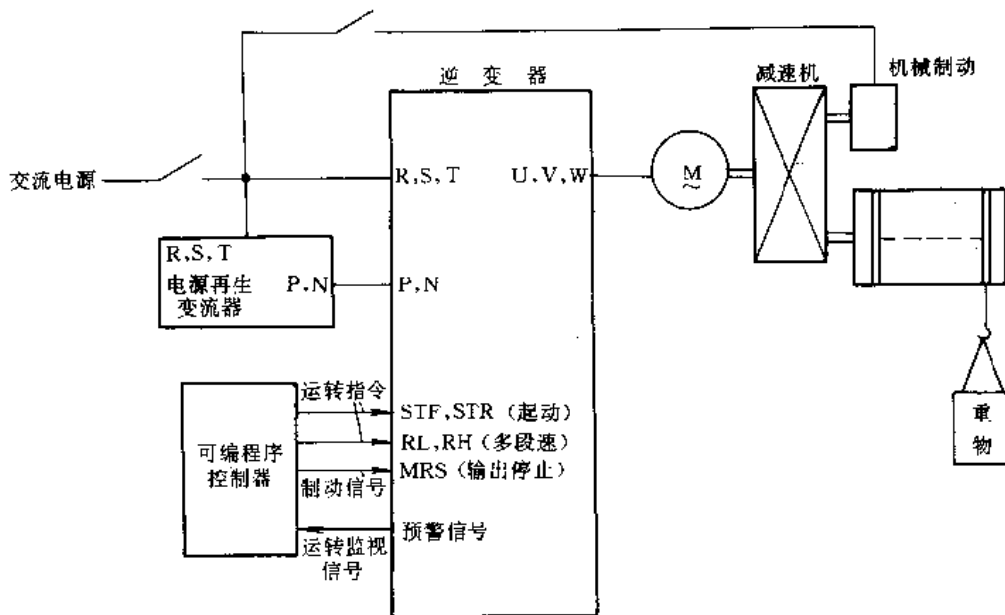 逆变器
减速机
机械制动
交流电源
R,S,T
U,V,W
M
~
R,S,T
电源再生
变流器
P,N
P,N
可编程序
控制器
运转指令
制动信号
运转监视
信号
STF,STR（起动）
RL,RH（多段速）
MRS（输出停止）
预警信号
重
物